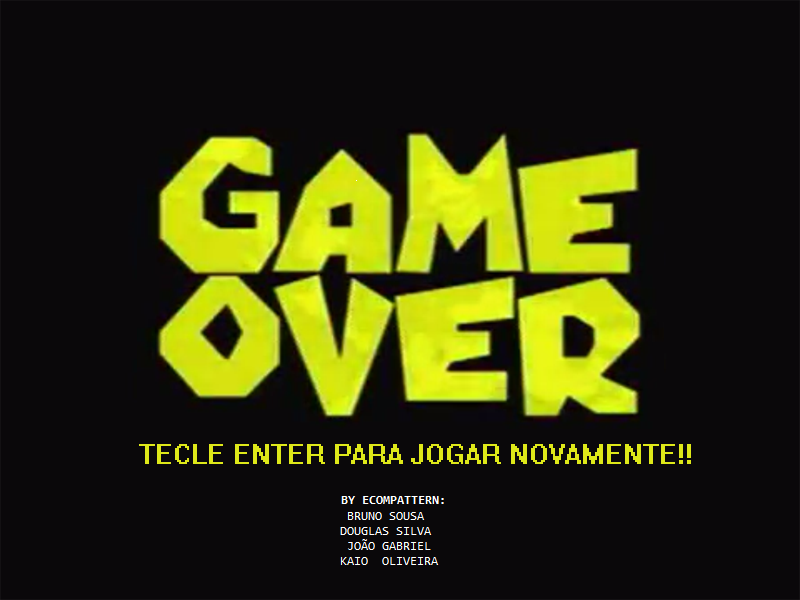 GAME
OVER
TECLE ENTER PARA JOGAR NOVAMENTE!!
BY ECOMPATTERN:
BRUNO SOUSA
DOUGLAS SILVA
JOÃO GABRIEL
KAIO OLIVEIRA